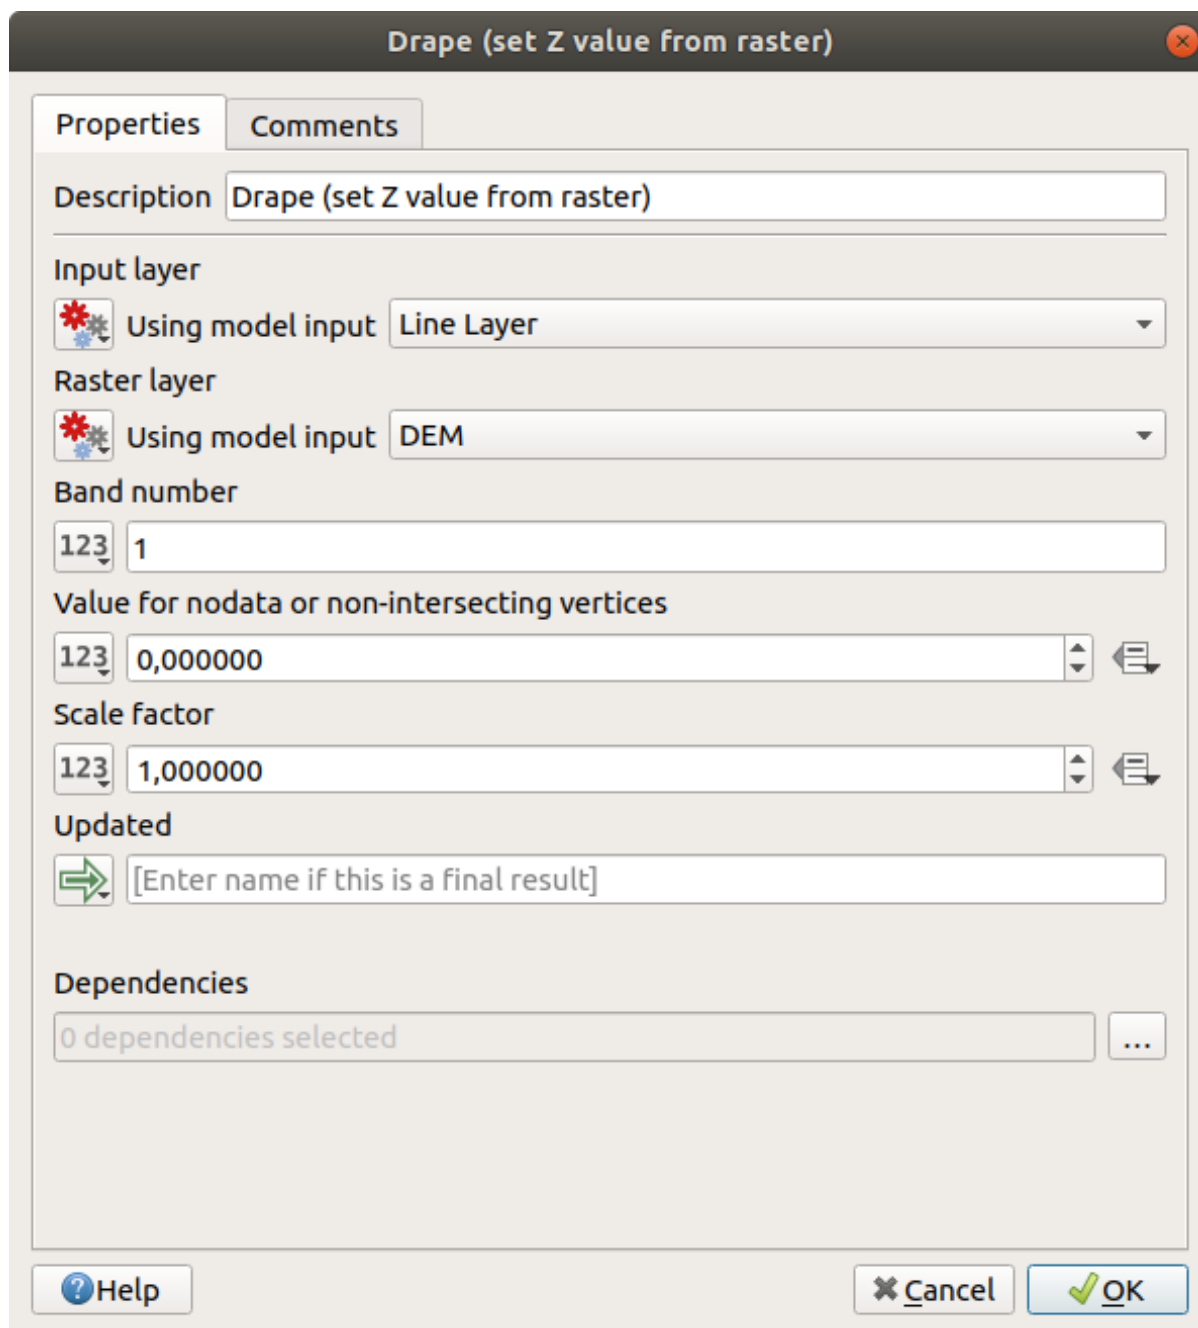 Drape (set Z value from raster)
Properties Comments
Description Drape (set Z value from raster)
Input layer
Using model input Line Layer
Raster layer
Using model input DEM
Band number
123 1
Value for nodata or non-intersecting vertices
123 0,000000
Scale factor
123 1,000000
Updated
[Enter name if this is a final result]
Dependencies
0 dependencies selected ...
Help Cancel OK